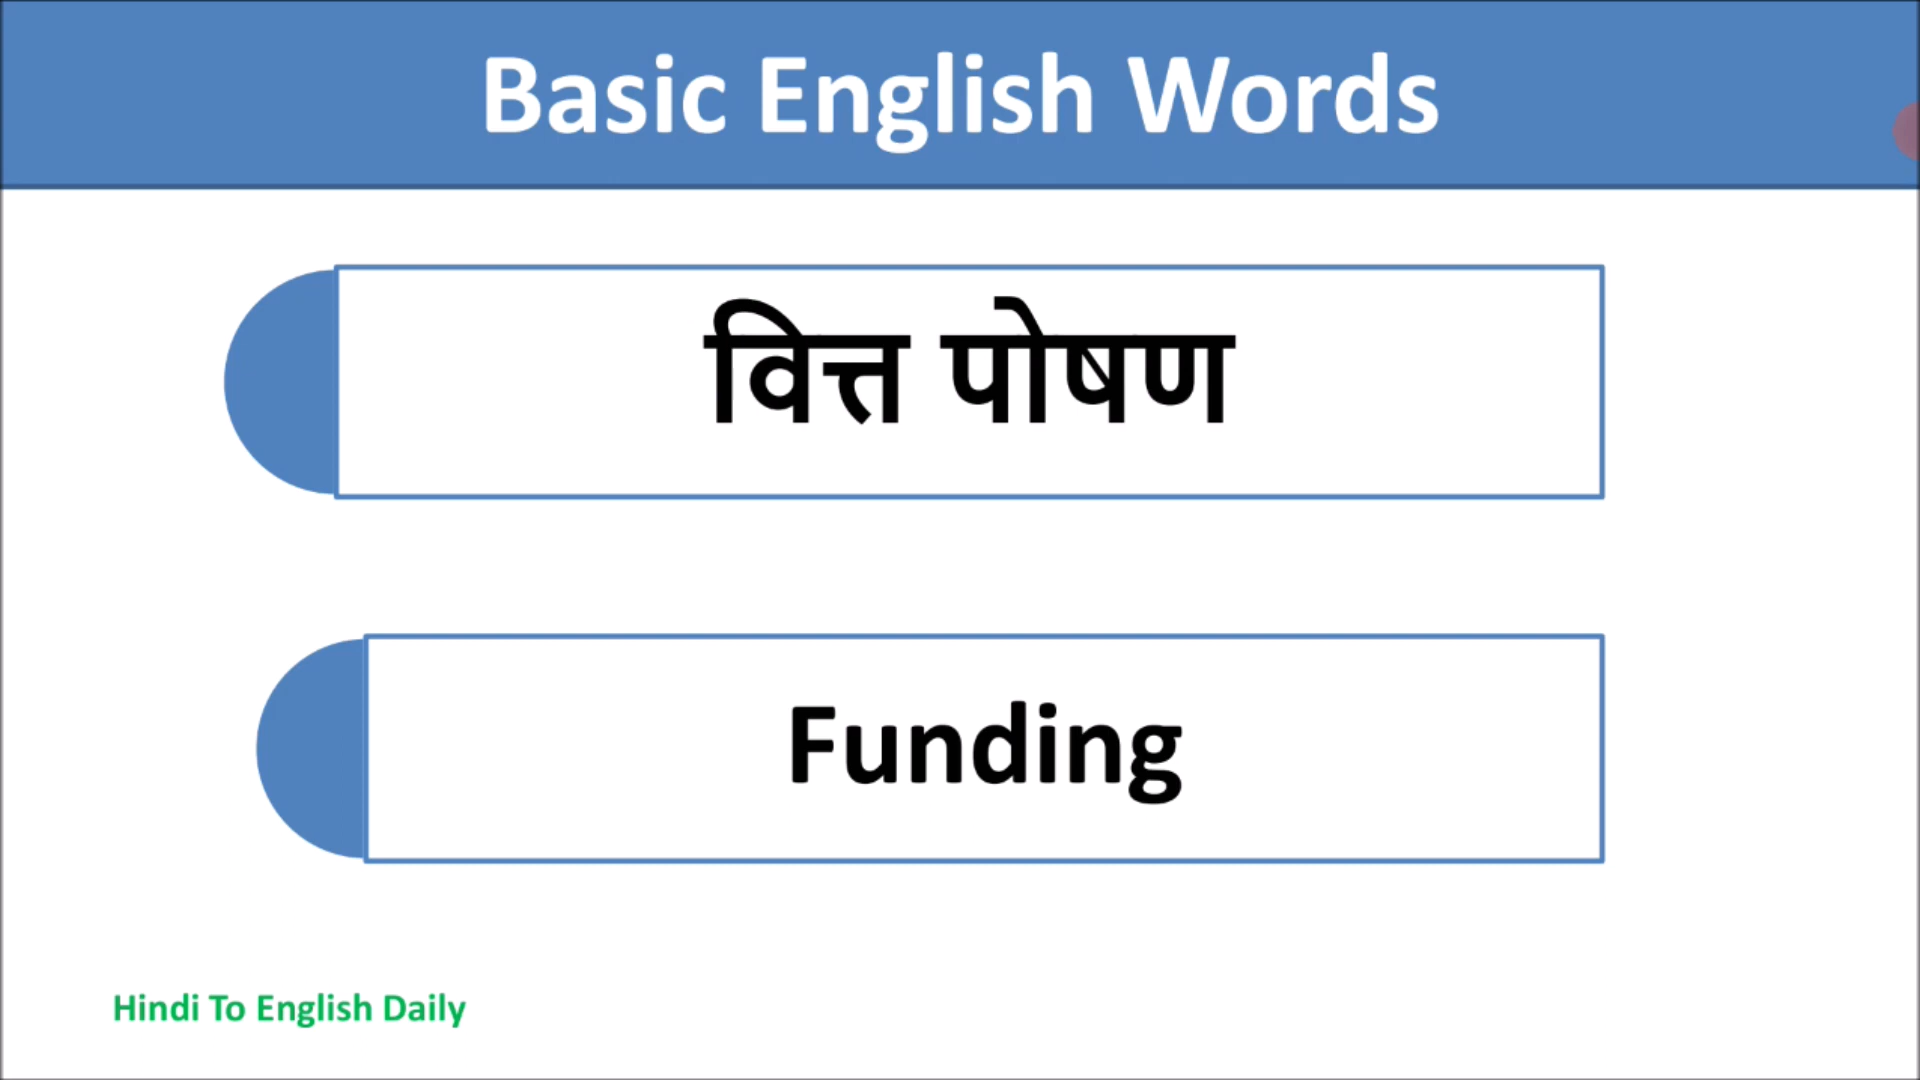 Basic English Words
वित्त पोषण
Funding
Hindi To English Daily